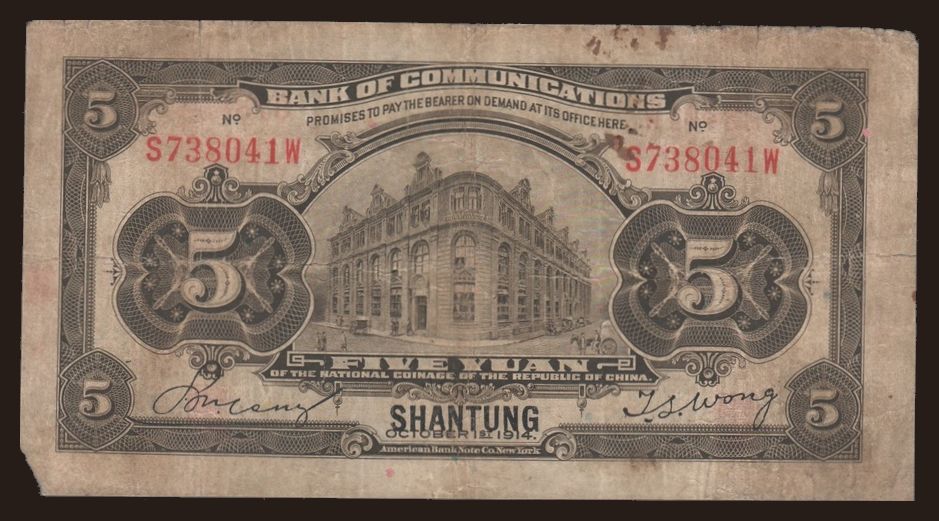 BANK OF COMMUNICATIONS
PROMISES TO PAY THE BEARER ON DEMAND AT ITS OFFICE HERE
5 5
Nº Nº
S738041W S738041W
5 5
FIVE YUAN
OF THE NATIONAL COINAGE OF THE REPUBLIC OF CHINA.
5 5
T.S. Wong
SHANTUNG
OCTOBER 1ST. 1914.
American Bank Note Co. New York